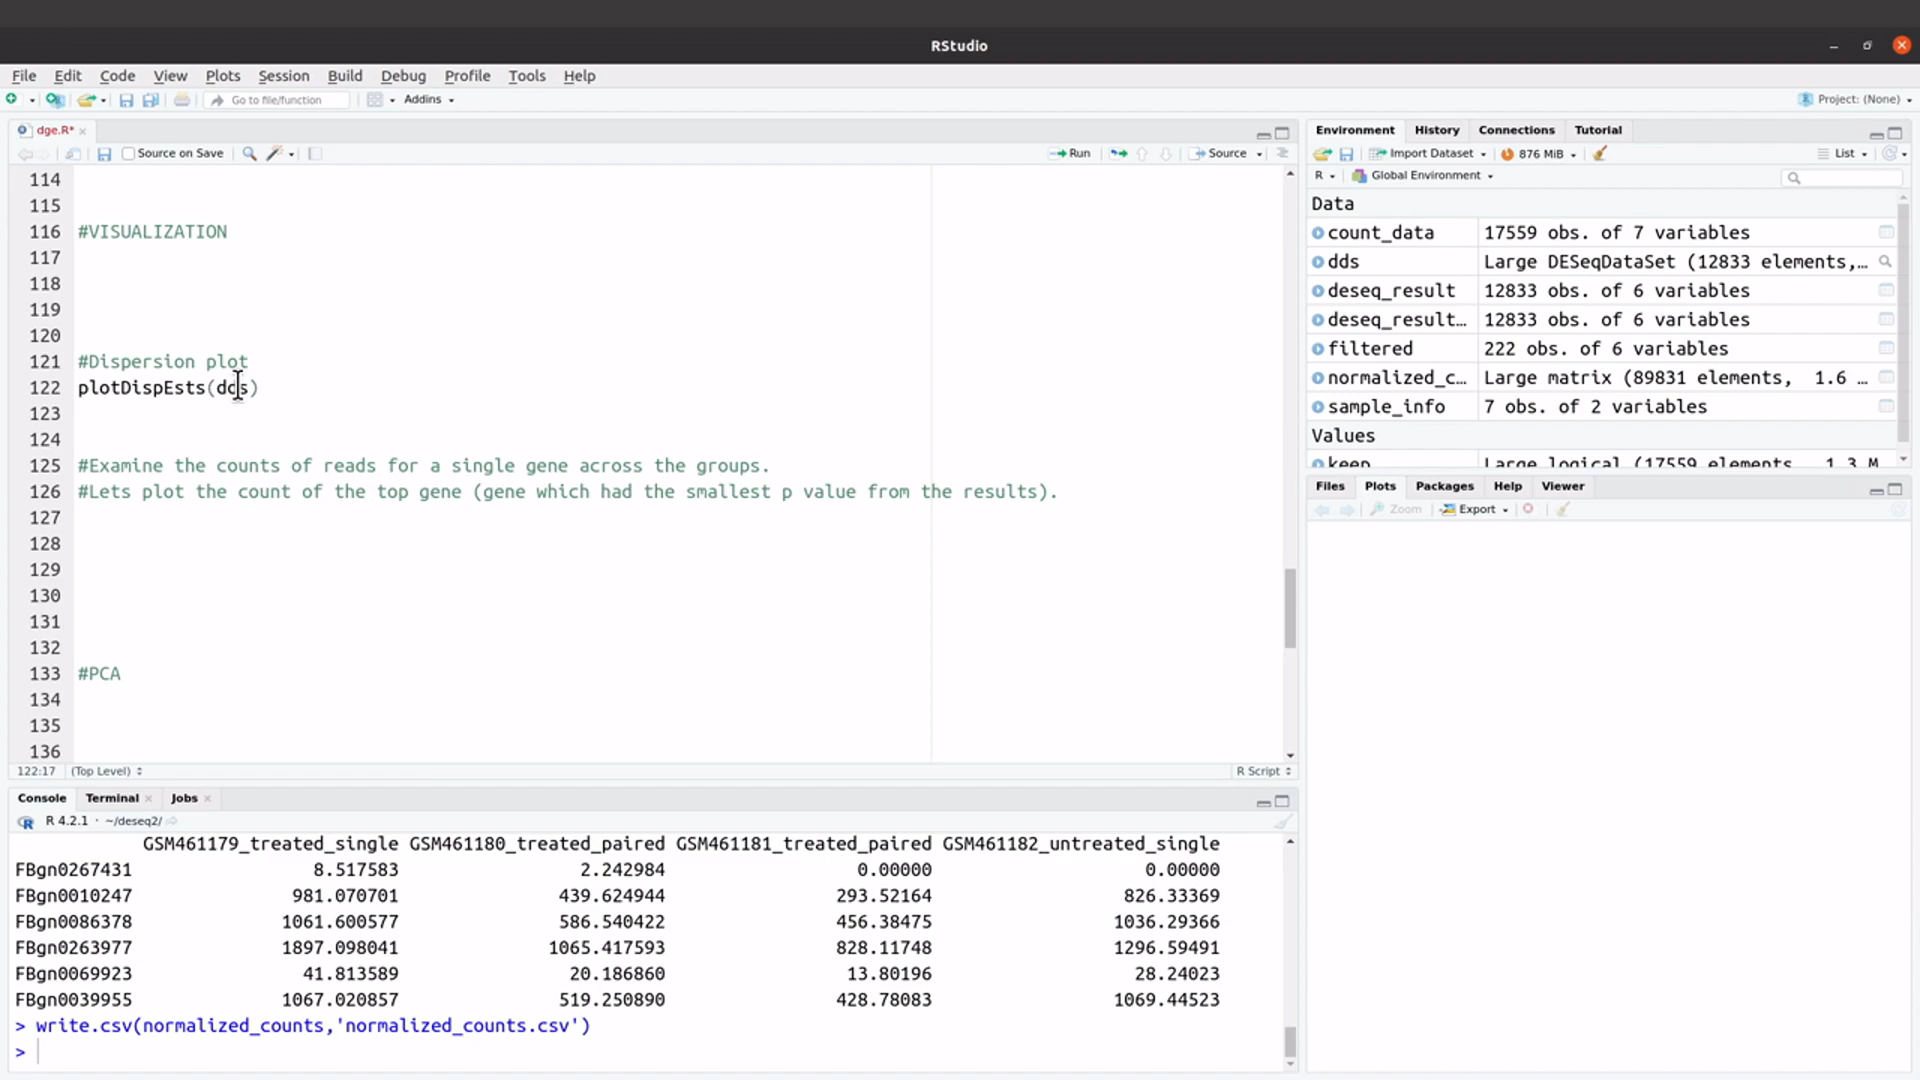 RStudio
File Edit Code View Plots Session Build Debug Profile Tools Help
Go to file/function Addins Project: (None)
dge.R*
Source on Save Run Source
114
115
116 #VISUALIZATION
117
118
119
120
121 #Dispersion plot
122 plotDispEsts(dds)
123
124
125 #Examine the counts of reads for a single gene across the groups.
126 #Lets plot the count of the top gene (gene which had the smallest p value from the results).
127
128
129
130
131
132
133 #PCA
134
135
136
122:17 (Top Level) R Script
Console Terminal Jobs
R 4.2.1 · ~/deseq2/
GSM461179_treated_single GSM461180_treated_paired GSM461181_treated_paired GSM461182_untreated_single
FBgn0267431 8.517583 2.242984 0.00000 0.00000
FBgn0010247 981.070701 439.624944 293.52164 826.33369
FBgn0086378 1061.600577 586.540422 456.38475 1036.29366
FBgn0263977 1897.098041 1065.417593 828.11748 1296.59491
FBgn0069923 41.813589 20.186860 13.80196 28.24023
FBgn0039955 1067.020857 519.250890 428.78083 1069.44523
> write.csv(normalized_counts,'normalized_counts.csv')
>
Environment History Connections Tutorial
Import Dataset 876 MiB List
R Global Environment
Data
count_data 17559 obs. of 7 variables
dds Large DESeqDataSet (12833 elements,…
deseq_result 12833 obs. of 6 variables
deseq_result… 12833 obs. of 6 variables
filtered 222 obs. of 6 variables
normalized_c… Large matrix (89831 elements, 1.6 …
sample_info 7 obs. of 2 variables
Values
keep Large logical (17559 elements, 1.3 M
Files Plots Packages Help Viewer
Zoom Export